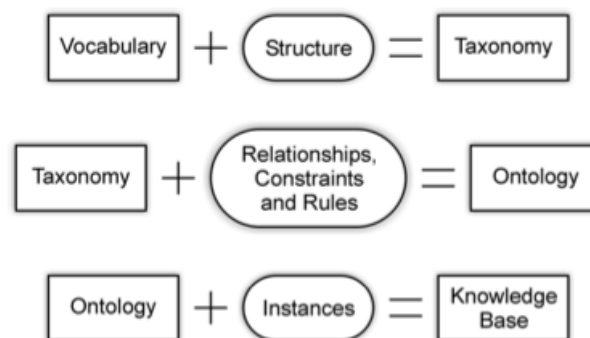 Vocabulary + Structure = Taxonomy
Taxonomy + Relationships,
Constraints
and Rules = Ontology
Ontology + Instances = Knowledge
Base